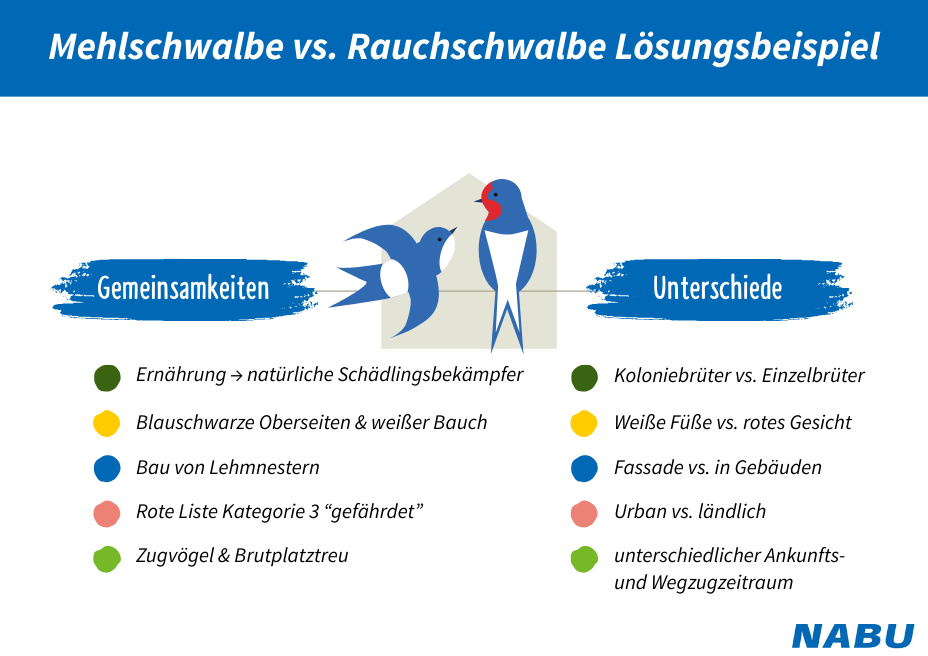 Mehlschwalbe vs. Rauchschwalbe Lösungsbeispiel
Gemeinsamkeiten
Ernährung → natürliche Schädlingsbekämpfer
Blauschwarze Oberseiten & weißer Bauch
Bau von Lehmnestern
Rote Liste Kategorie 3 “gefährdet”
Zugvögel & Brutplatztreu
Unterschiede
Koloniebrüter vs. Einzelbrüter
Weiße Füße vs. rotes Gesicht
Fassade vs. in Gebäuden
Urban vs. ländlich
unterschiedlicher Ankunfts-
und Wegzugzeitraum
NABU